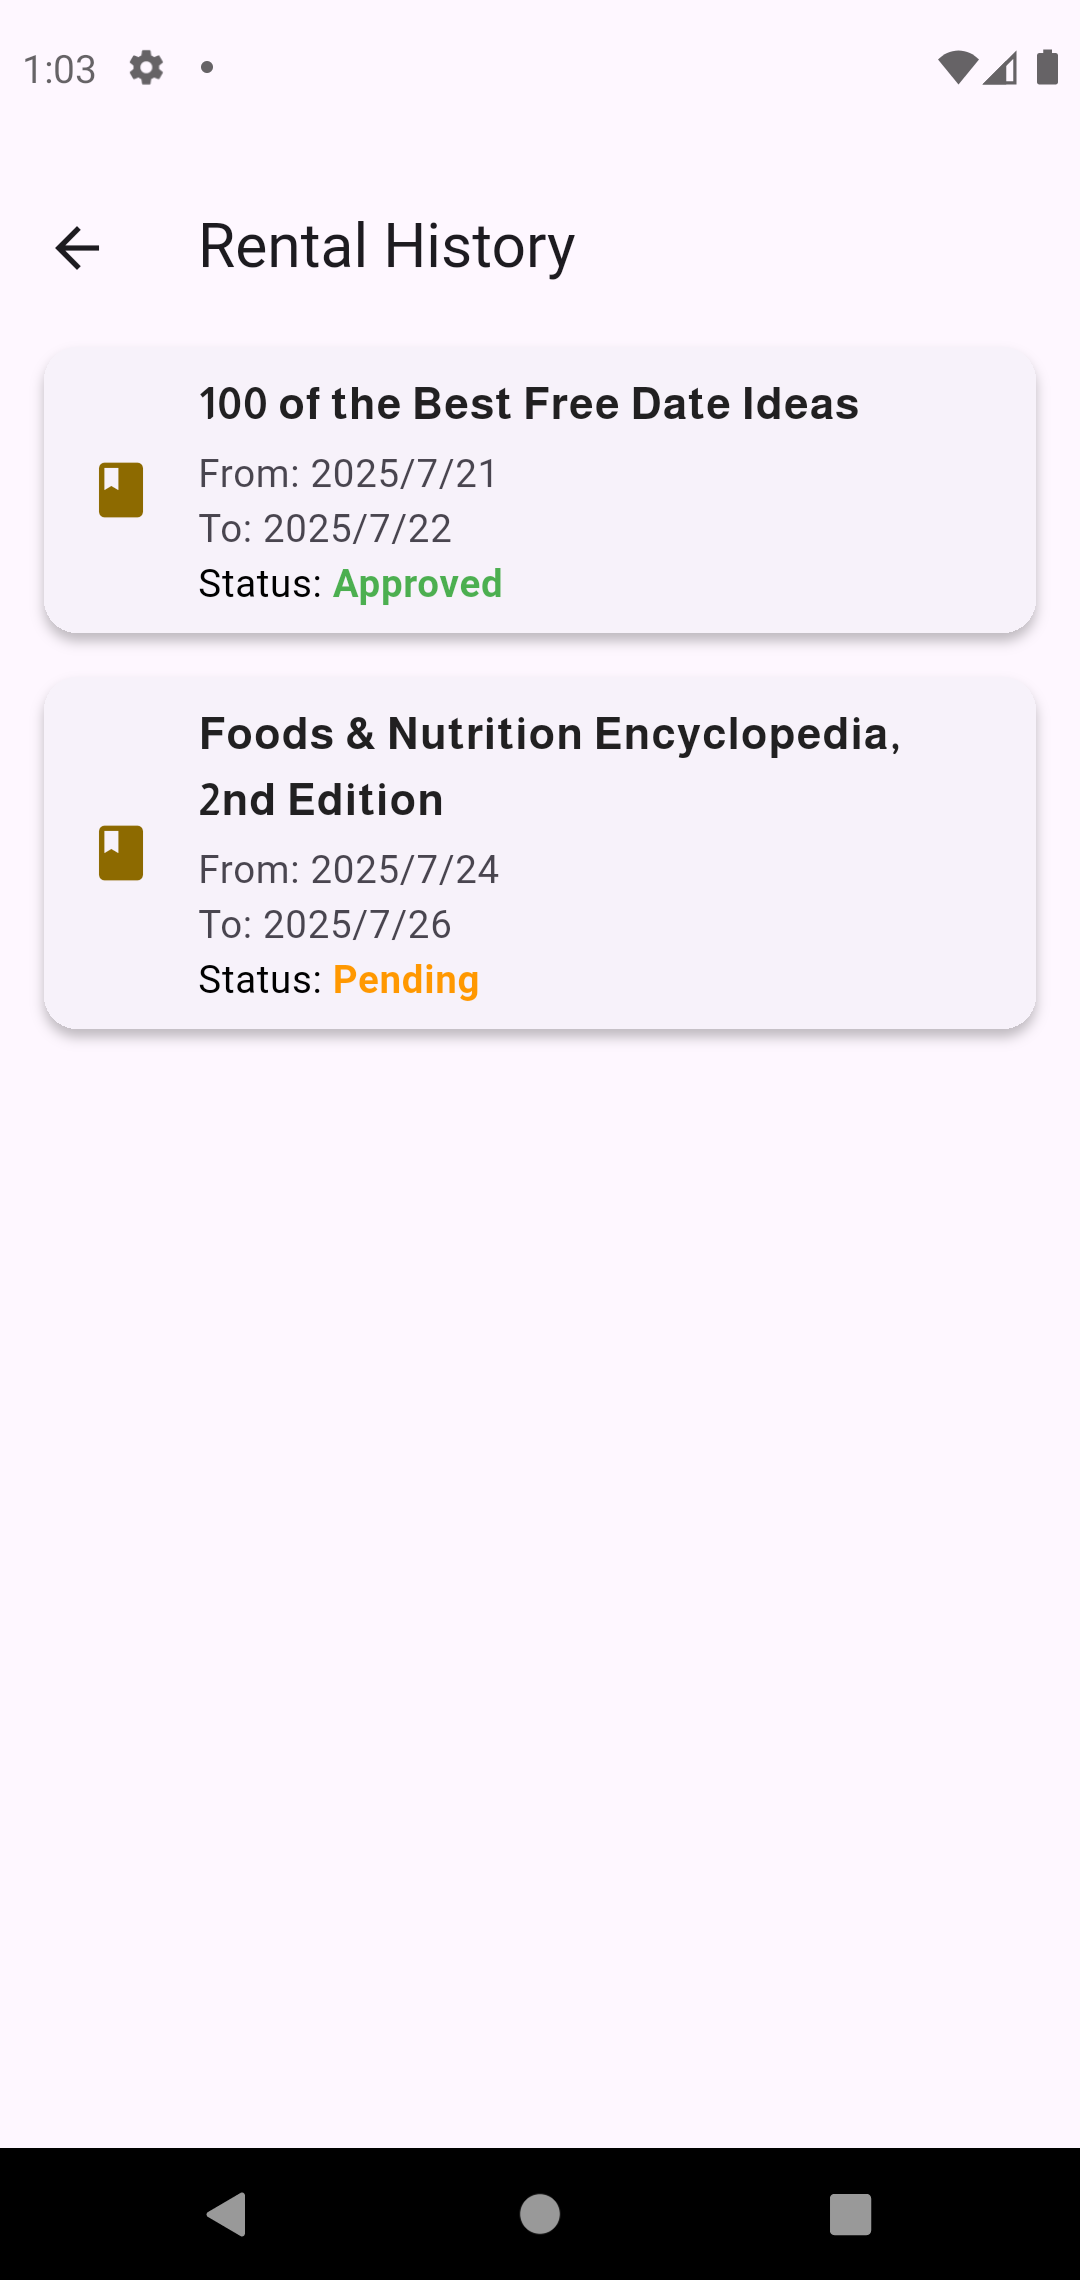 1:03
Rental History
100 of the Best Free Date Ideas
From: 2025/7/21
To: 2025/7/22
Status: Approved
Foods & Nutrition Encyclopedia,
2nd Edition
From: 2025/7/24
To: 2025/7/26
Status: Pending